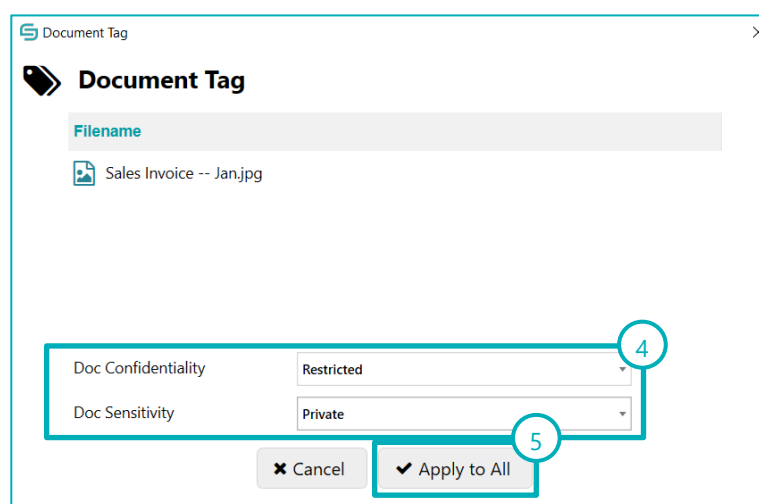 Document Tag
Document Tag
Filename
Sales Invoice -- Jan.jpg
4
Doc Confidentiality Restricted
Doc Sensitivity Private
5
Cancel Apply to All